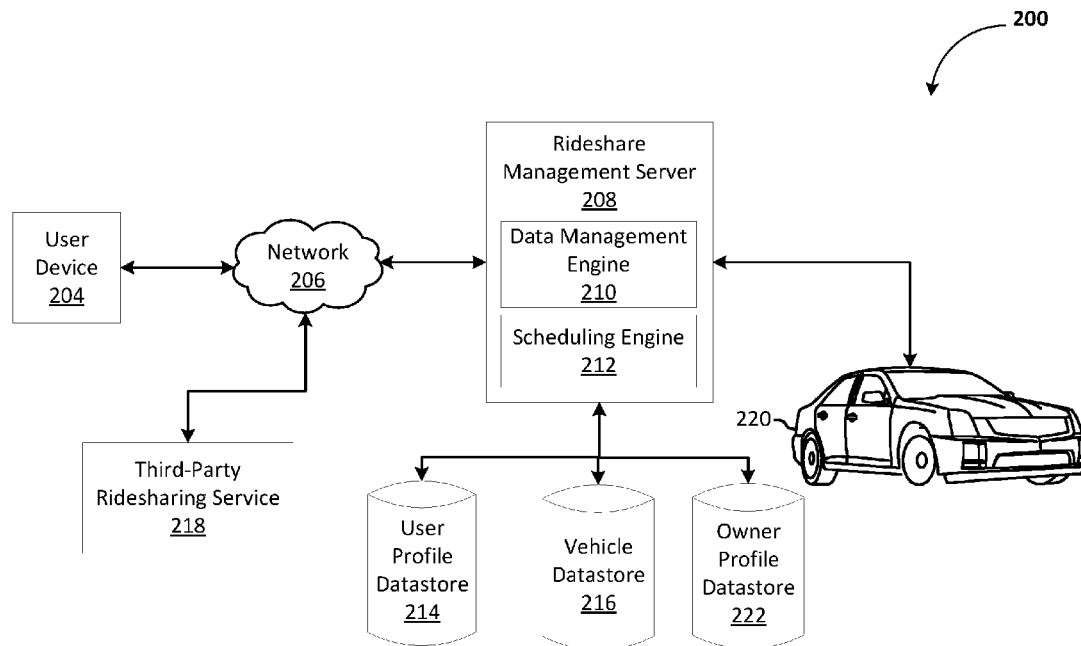 200
Rideshare
Management Server
208
Data Management
Engine
210
Scheduling Engine
212
User
Device
204
Network
206
220
Third-Party
Ridesharing Service
218
User
Profile
Datastore
214
Vehicle
Datastore
216
Owner
Profile
Datastore
222